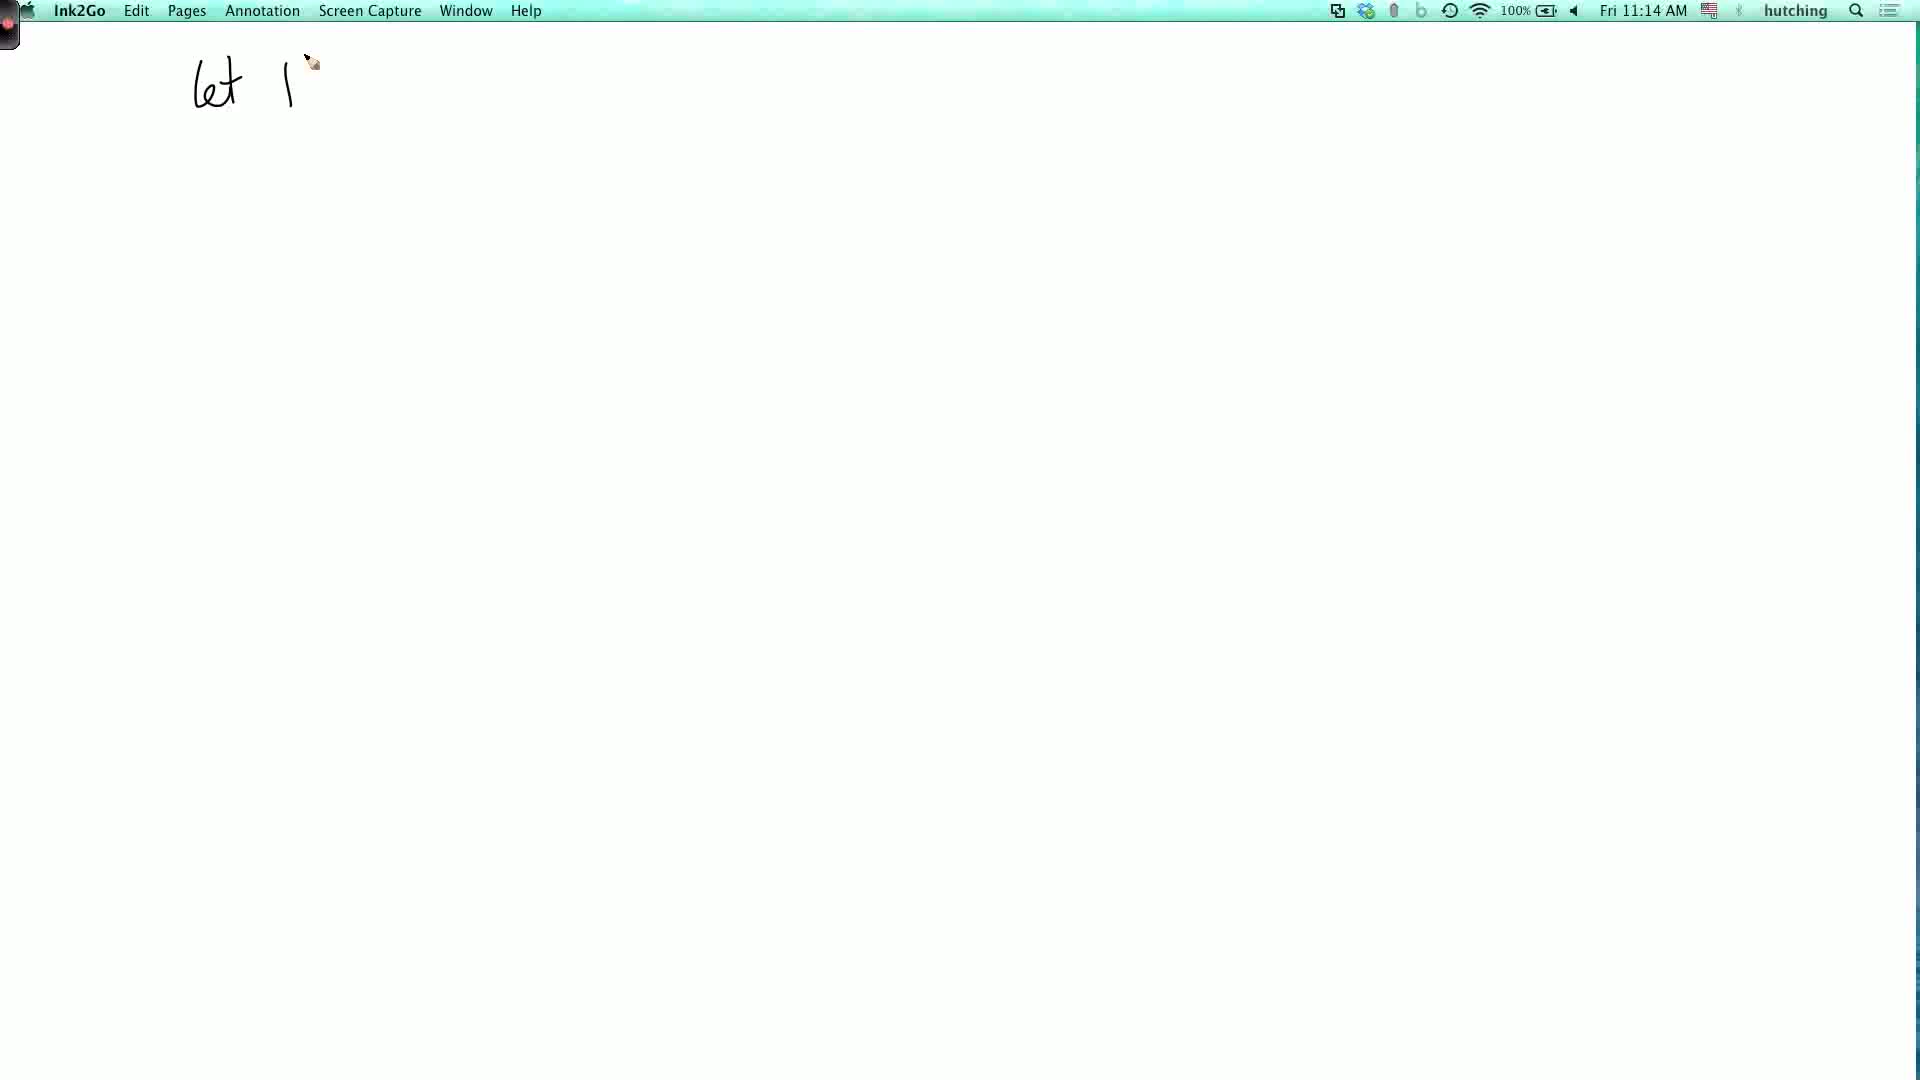 Ink2Go Edit Pages Annotation Screen Capture Window Help 100% Fri 11:14 AM hutching
let